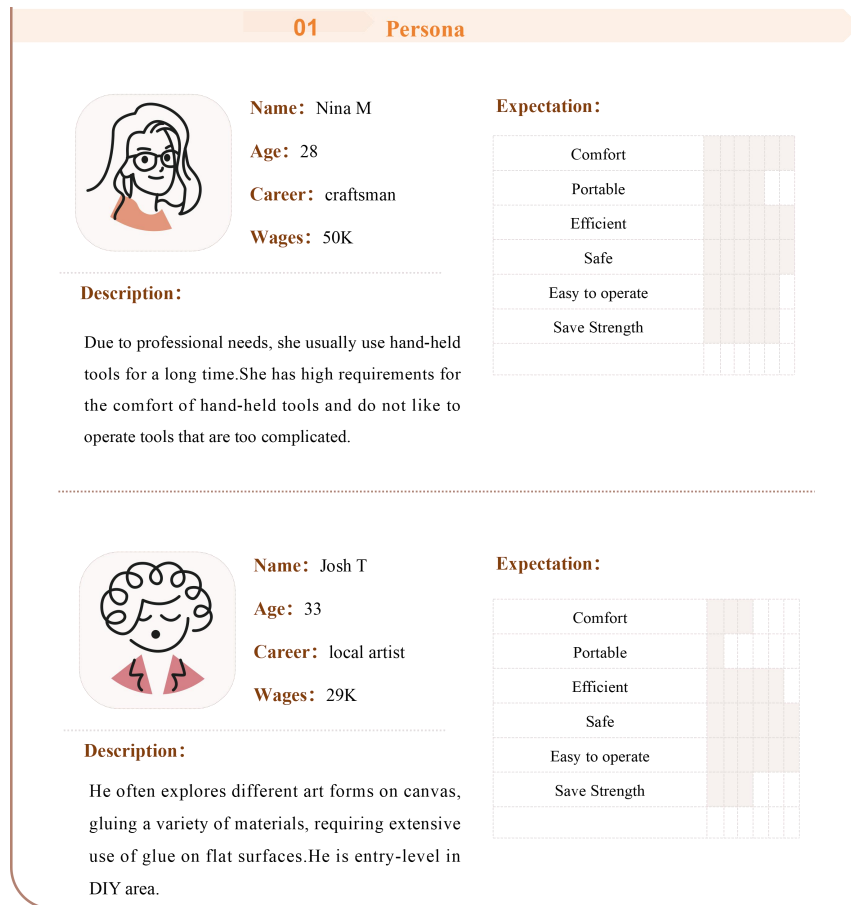 01 Persona
Name： Nina M
Age： 28
Career： craftsman
Wages： 50K
Description：
Due to professional needs, she usually use hand-held
tools for a long time.She has high requirements for
the comfort of hand-held tools and do not like to
operate tools that are too complicated.
Expectation：
Comfort
Portable
Efficient
Safe
Easy to operate
Save Strength
Name： Josh T
Age： 33
Career： local artist
Wages： 29K
Description：
He often explores different art forms on canvas,
gluing a variety of materials, requiring extensive
use of glue on flat surfaces.He is entry-level in
DIY area.
Expectation：
Comfort
Portable
Efficient
Safe
Easy to operate
Save Strength